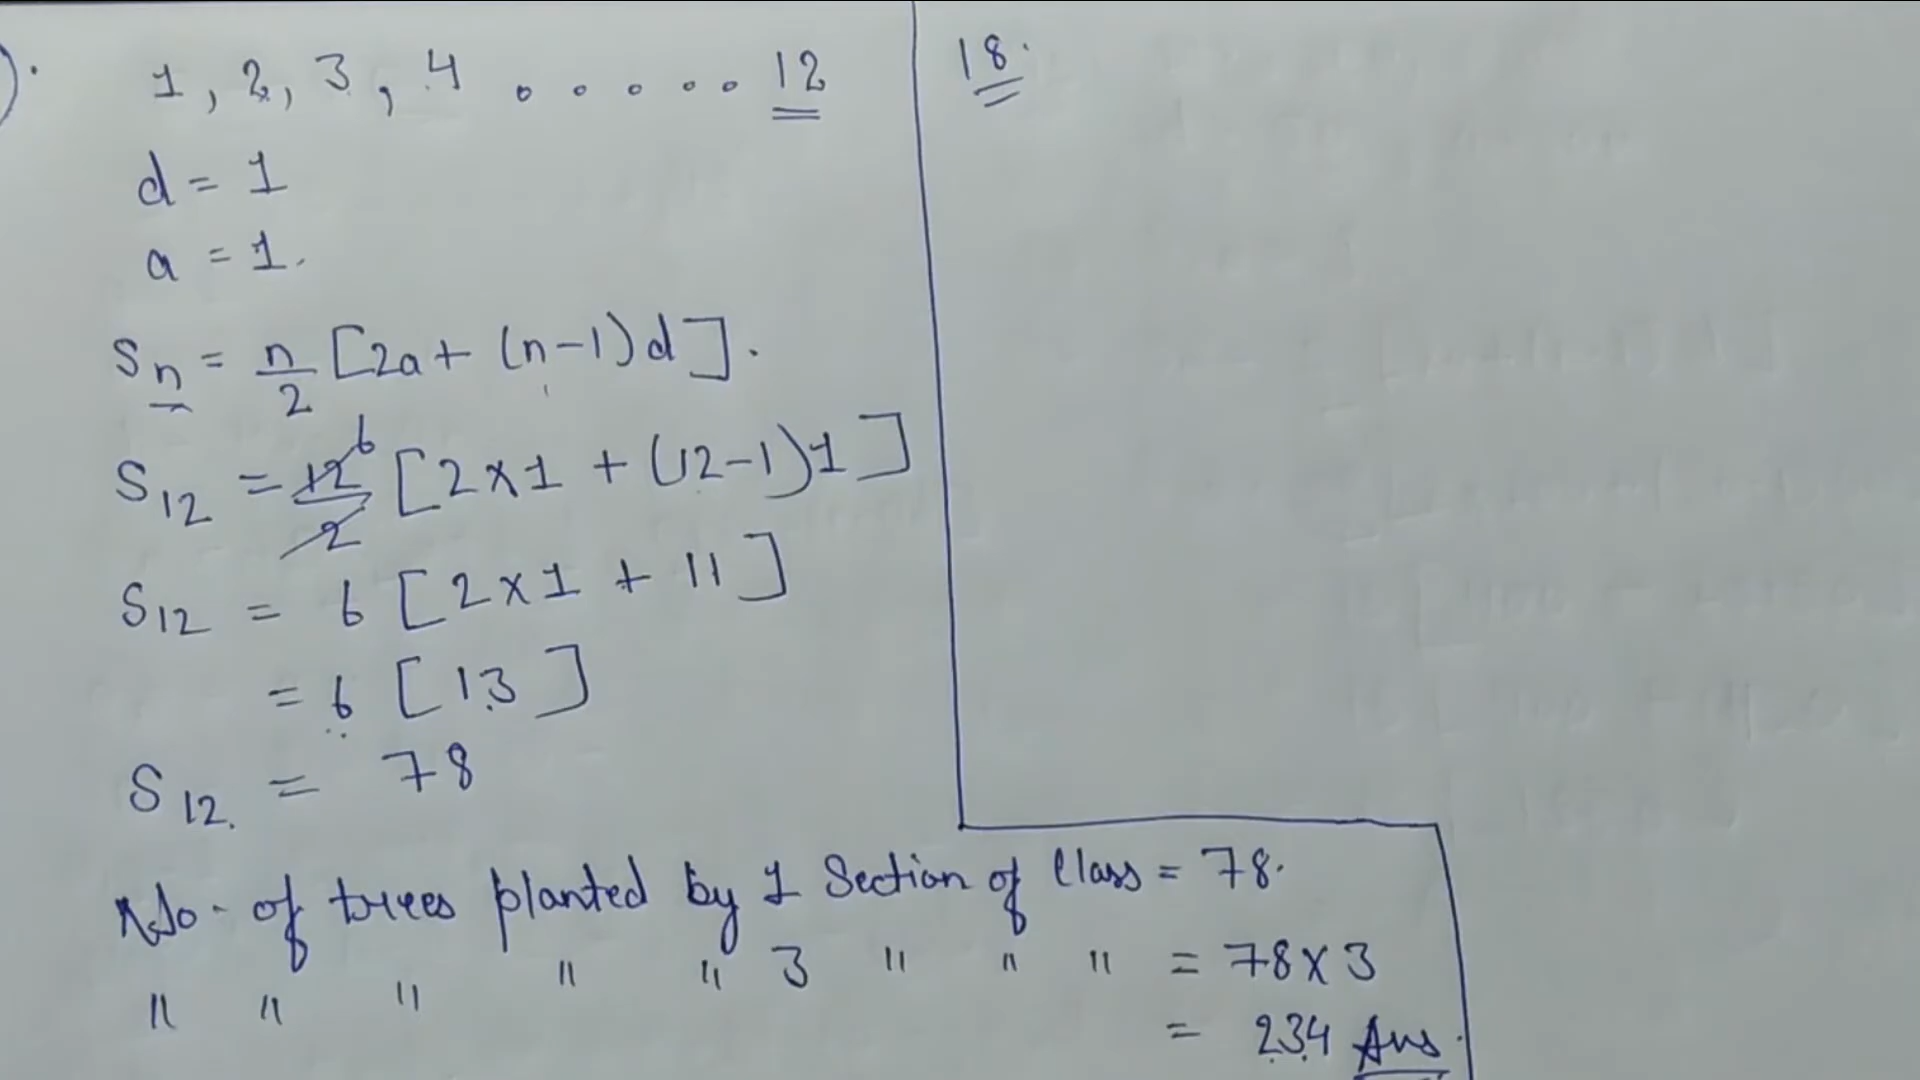 ). 1, 2, 3, 4 . . . . . 12
d = 1
a = 1.
Sn = n/2 [2a + (n-1)d].
S12 = 12/2 6 [2×1 + (12-1)1]
S12 = 6 [2×1 + 11]
= 6 [13]
S12. = 78
No. of trees planted by 1 Section of Class = 78.
" " " " " 3 " " " = 78×3
= 234 Ans.
18.